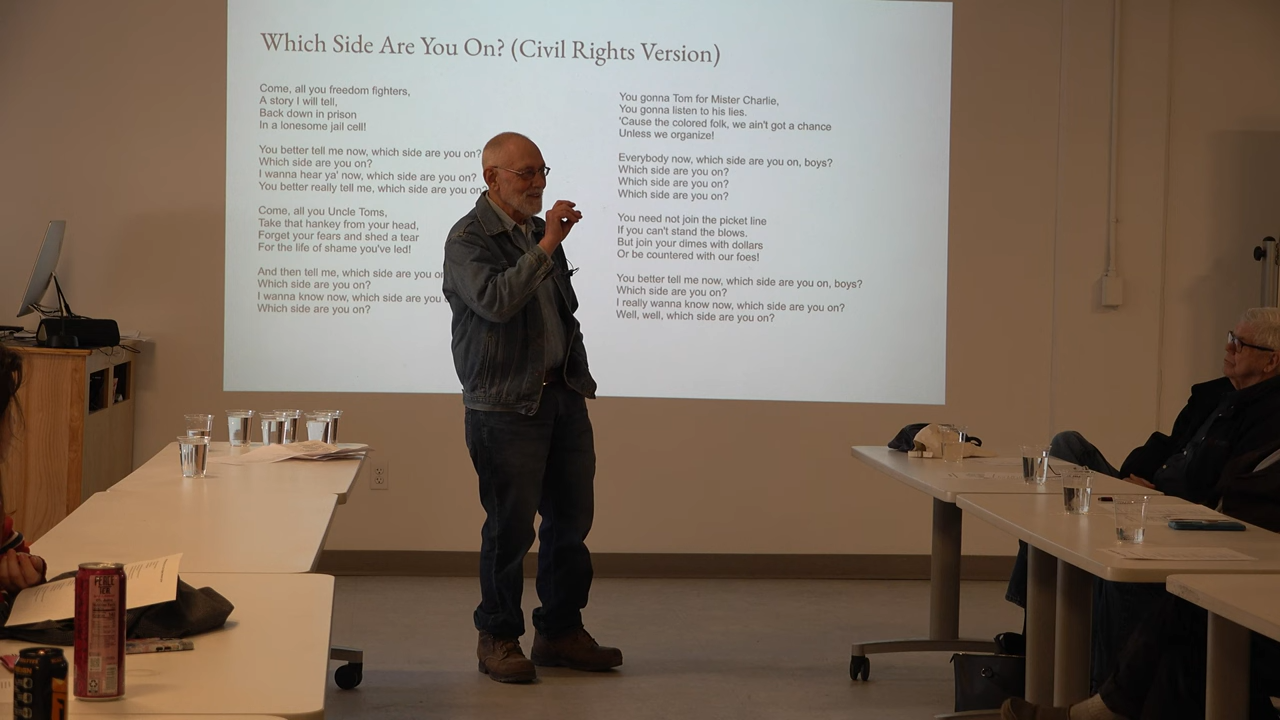 Which Side Are You On? (Civil Rights Version)
Come, all you freedom fighters,
A story I will tell,
Back down in prison
In a lonesome jail cell!
You better tell me now, which side are you on?
Which side are you on?
I wanna hear ya' now, which side are you on?
You better really tell me, which side are you on?
Come, all you Uncle Toms,
Take that hankey from your head,
Forget your fears and shed a tear
For the life of shame you've led!
And then tell me, which side are you on
Which side are you on?
I wanna know now, which side are you
Which side are you on?
You gonna Tom for Mister Charlie,
You gonna listen to his lies.
'Cause the colored folk, we ain't got a chance
Unless we organize!
Everybody now, which side are you on, boys?
Which side are you on?
Which side are you on?
Which side are you on?
You need not join the picket line
If you can't stand the blows.
But join your dimes with dollars
Or be countered with our foes!
You better tell me now, which side are you on, boys?
Which side are you on?
I really wanna know now, which side are you on?
Well, well, which side are you on?